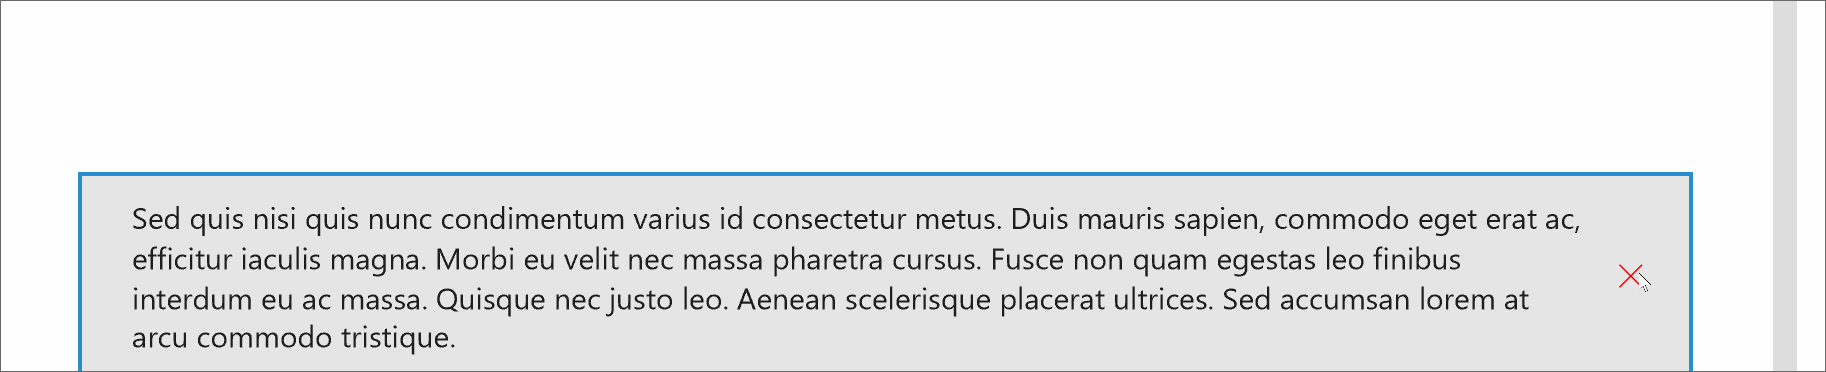 Sed quis nisi quis nunc condimentum varius id consectetur metus. Duis mauris sapien, commodo eget erat ac,
efficitur iaculis magna. Morbi eu velit nec massa pharetra cursus. Fusce non quam egestas leo finibus
interdum eu ac massa. Quisque nec justo leo. Aenean scelerisque placerat ultrices. Sed accumsan lorem at
arcu commodo tristique.